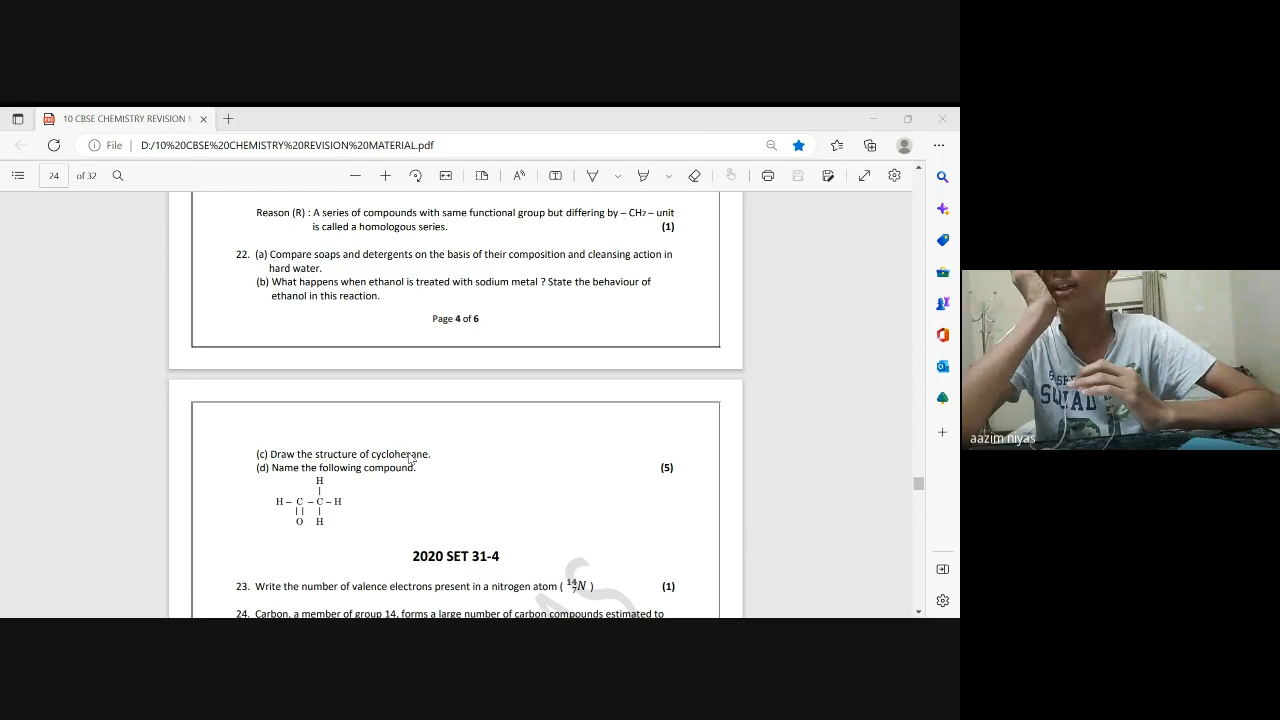 10 CBSE CHEMISTRY REVISION M
File D:/10%20CBSE%20CHEMISTRY%20REVISION%20MATERIAL.pdf
24 of 32
Reason (R) : A series of compounds with same functional group but differing by – CH2 – unit
is called a homologous series. (1)
22. (a) Compare soaps and detergents on the basis of their composition and cleansing action in
hard water.
(b) What happens when ethanol is treated with sodium metal ? State the behaviour of
ethanol in this reaction.
Page 4 of 6
(c) Draw the structure of cyclohexane.
(d) Name the following compound. (5)
H
|
H – C – C – H
|| |
O H
2020 SET 31-4
23. Write the number of valence electrons present in a nitrogen atom ( ¹⁴₇N ) (1)
24. Carbon, a member of group 14, forms a large number of carbon compounds estimated to
AS
SQUAD
aazim niyas